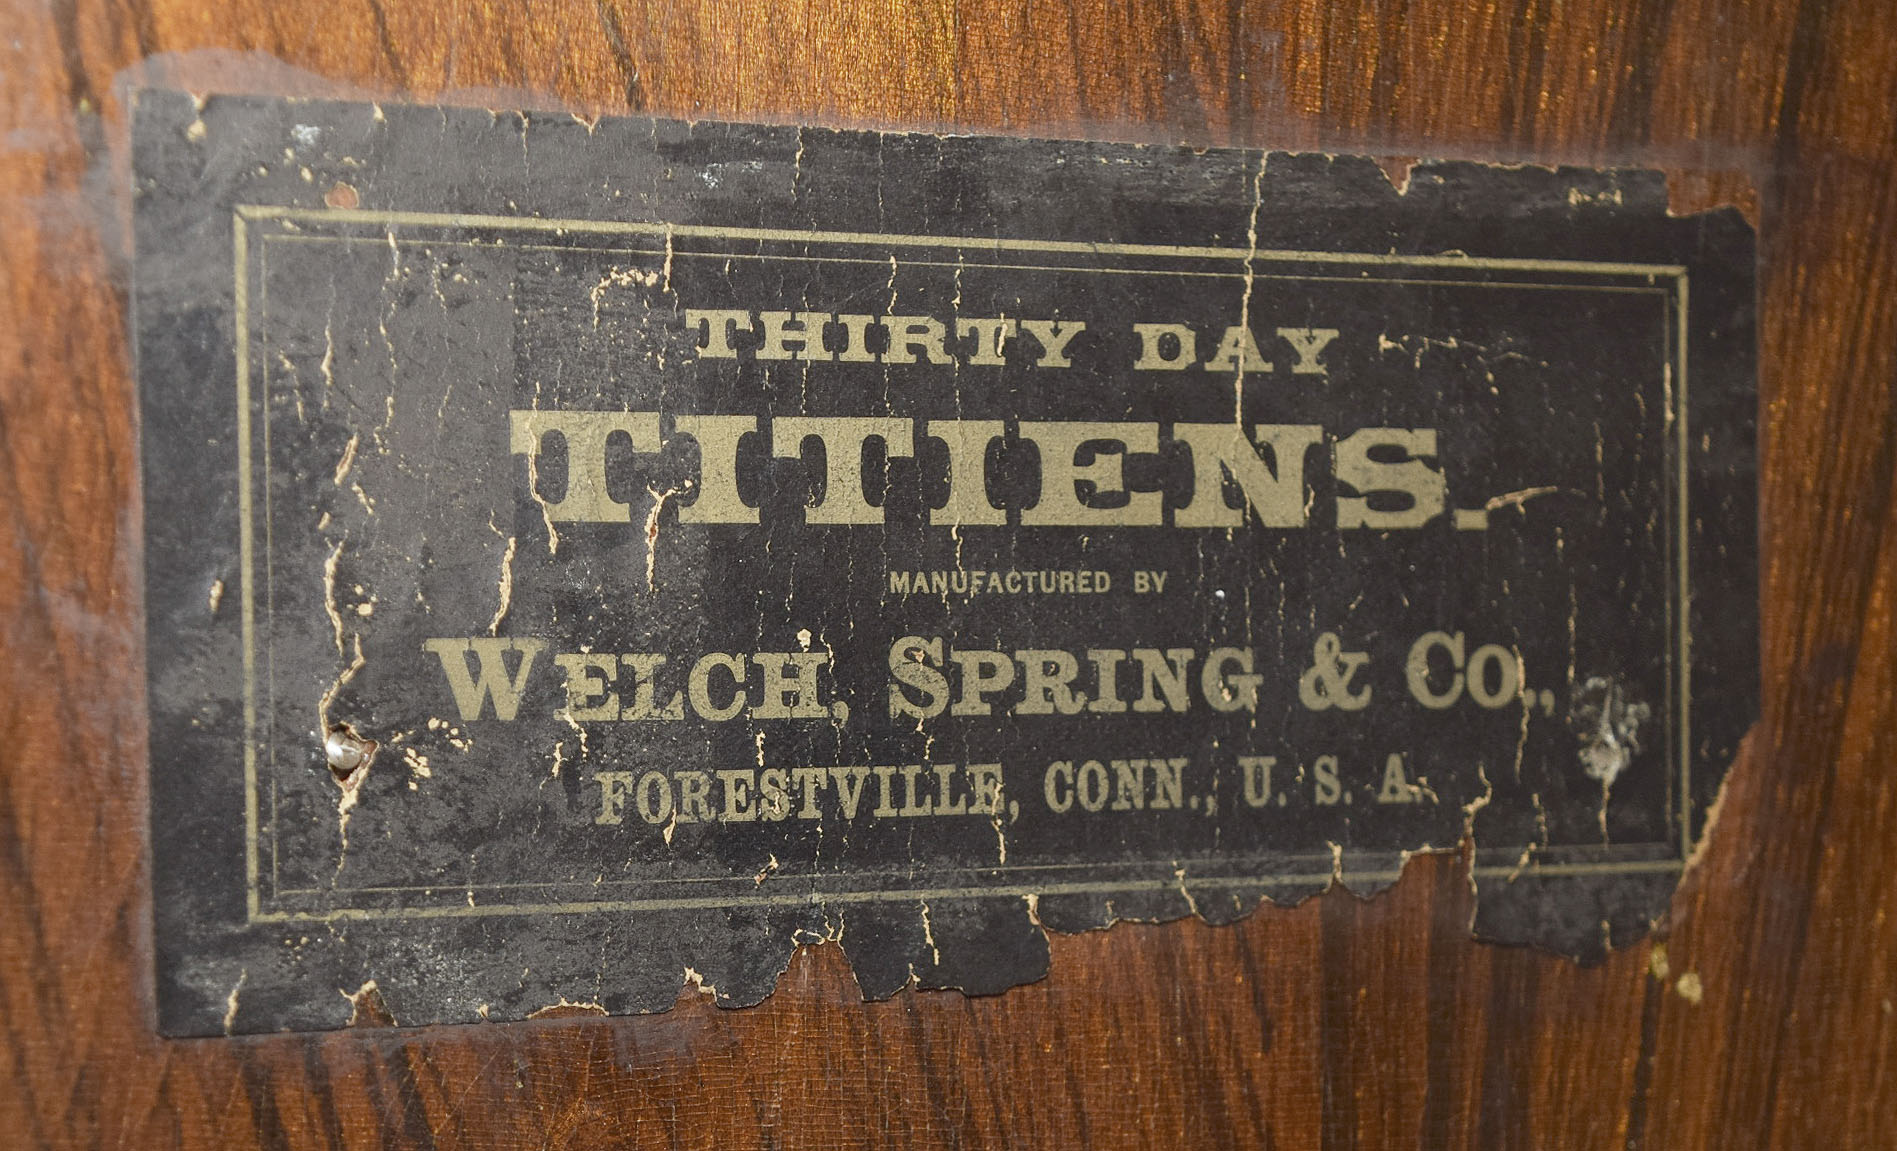 THIRTY DAY
TITIENS.
MANUFACTURED BY
WELCH, SPRING & CO.,
FORESTVILLE, CONN., U. S. A.